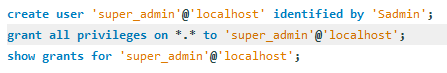 create user 'super_admin'@'localhost' identified by 'Sadmin';
grant all privileges on *.* to 'super_admin'@'localhost';
show grants for 'super_admin'@'localhost';